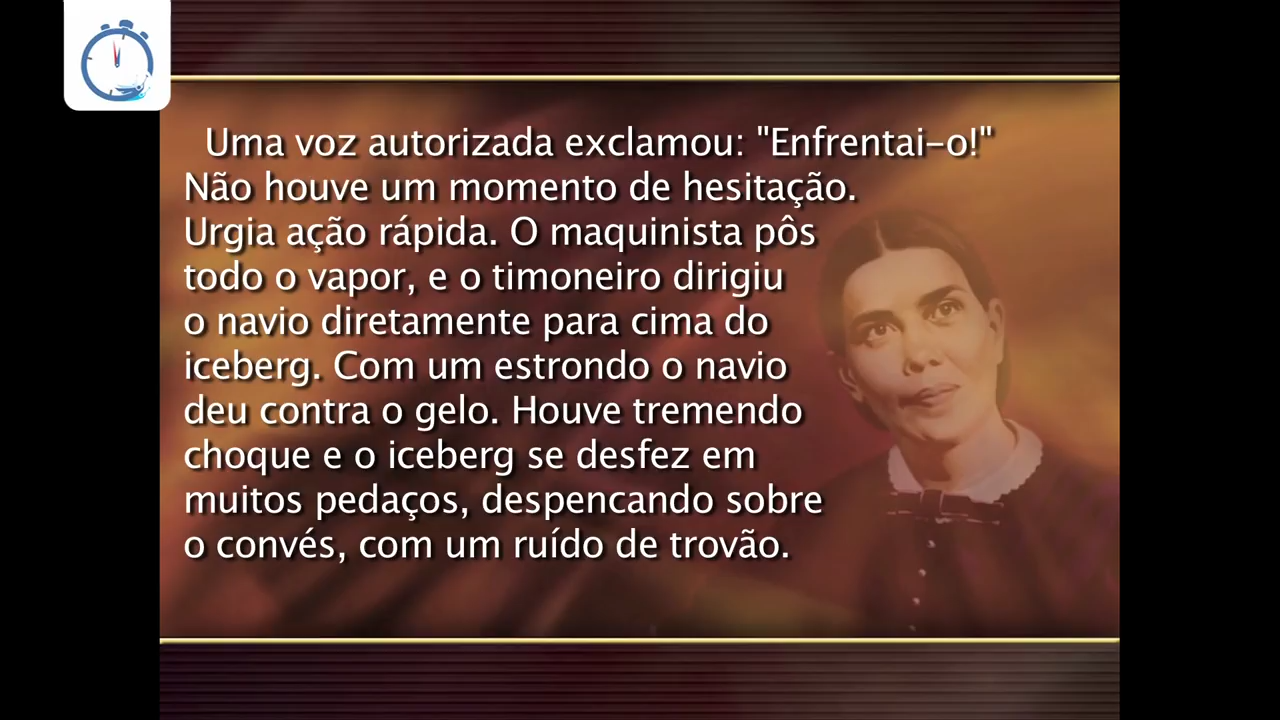 Uma voz autorizada exclamou: "Enfrentai-o!"
Não houve um momento de hesitação.
Urgia ação rápida. O maquinista pôs
todo o vapor, e o timoneiro dirigiu
o navio diretamente para cima do
iceberg. Com um estrondo o navio
deu contra o gelo. Houve tremendo
choque e o iceberg se desfez em
muitos pedaços, despencando sobre
o convés, com um ruído de trovão.